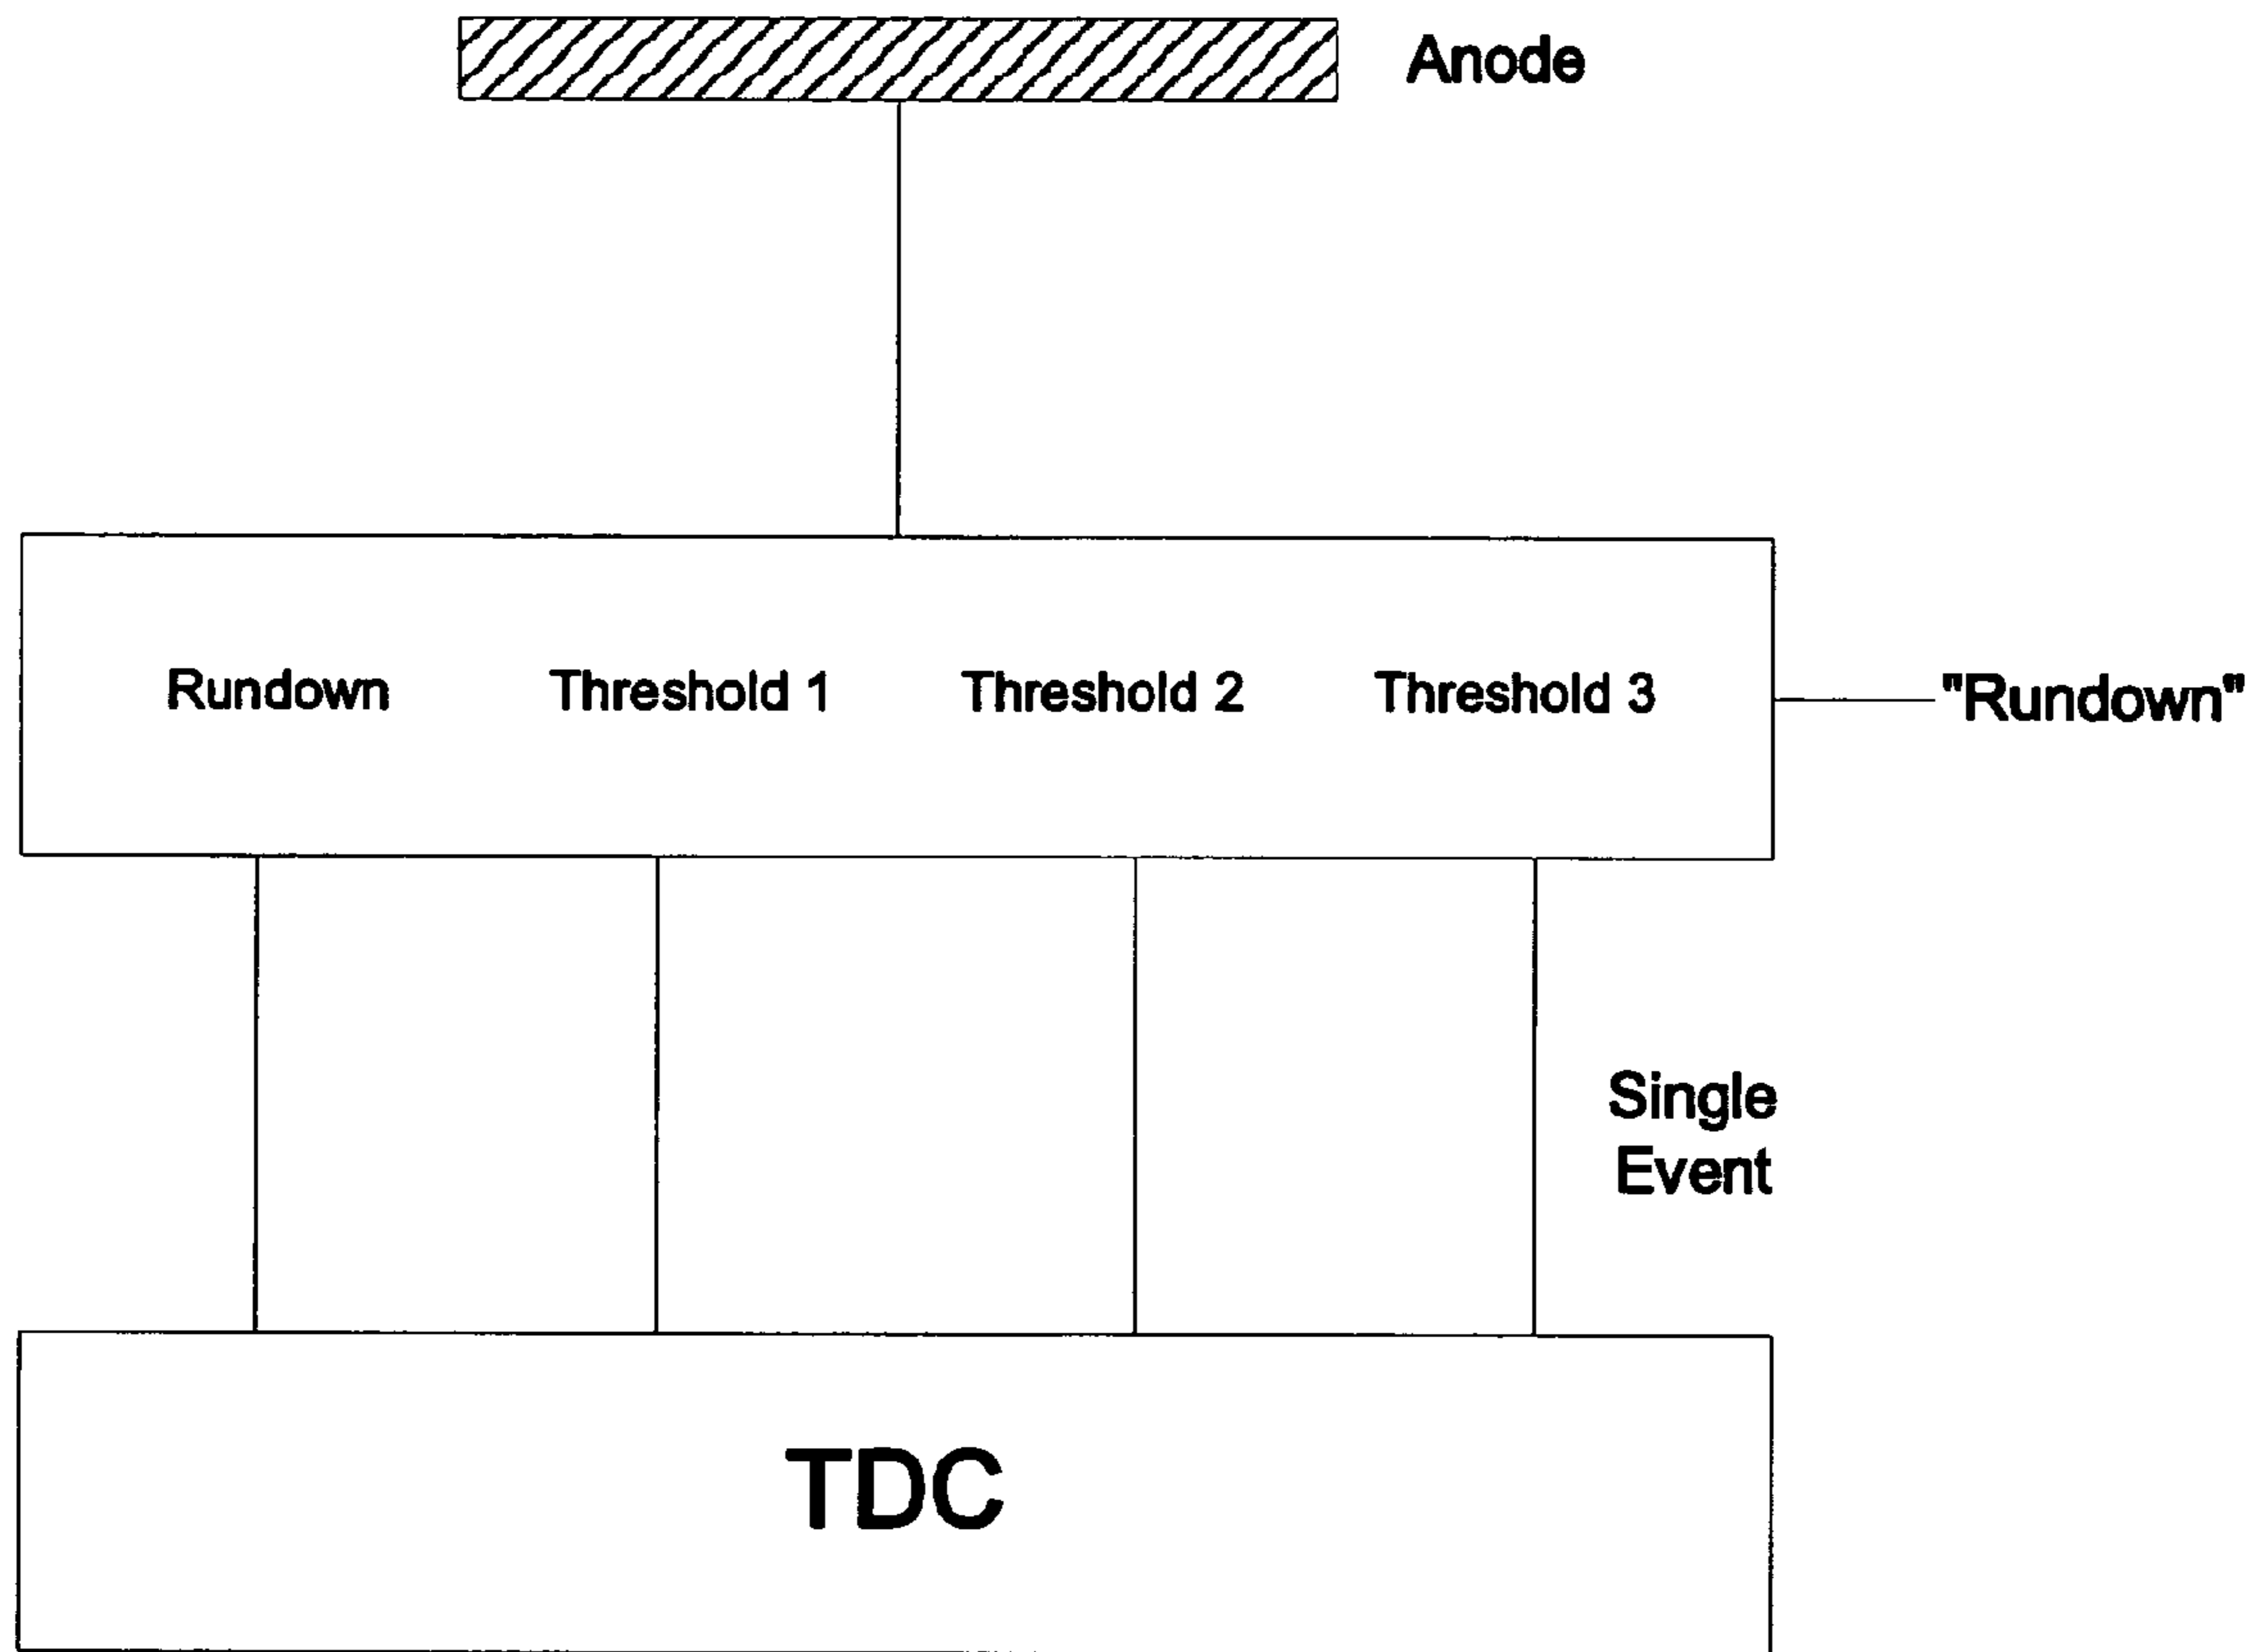 Anode
Rundown Threshold 1 Threshold 2 Threshold 3 "Rundown"
Single
Event
TDC